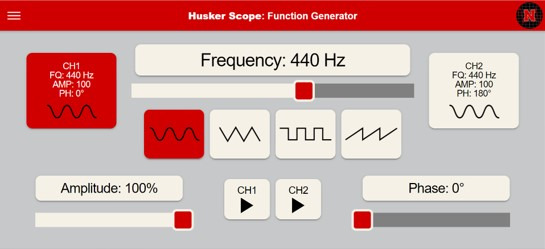 Husker Scope: Function Generator
N
CH1
FQ: 440 Hz
AMP: 100
PH: 0°
Frequency: 440 Hz
CH2
FQ: 440 Hz
AMP: 100
PH: 180°
Amplitude: 100%
CH1
CH2
Phase: 0°